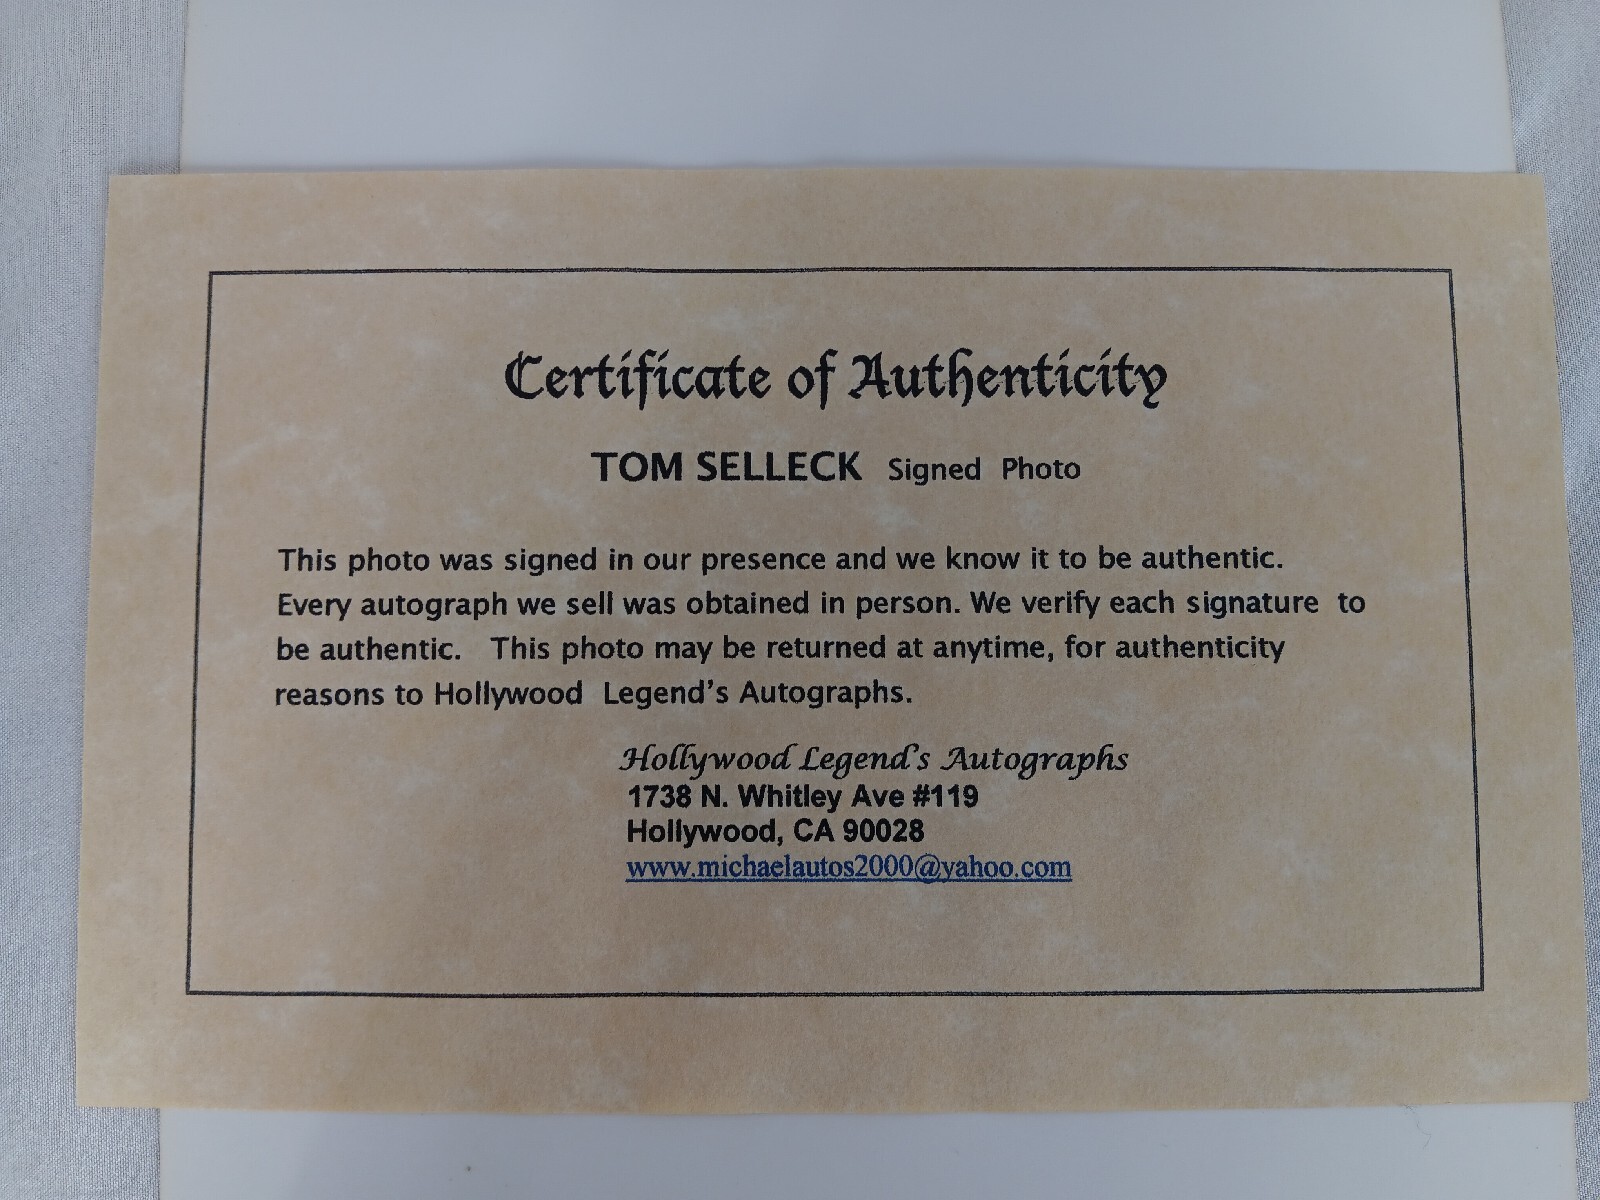 Certificate of Authenticity
TOM SELLECK Signed Photo
This photo was signed in our presence and we know it to be authentic.
Every autograph we sell was obtained in person. We verify each signature to
be authentic. This photo may be returned at anytime, for authenticity
reasons to Hollywood Legend's Autographs.
Hollywood Legend's Autographs
1738 N. Whitley Ave #119
Hollywood, CA 90028
www.michaelautos2000@yahoo.com